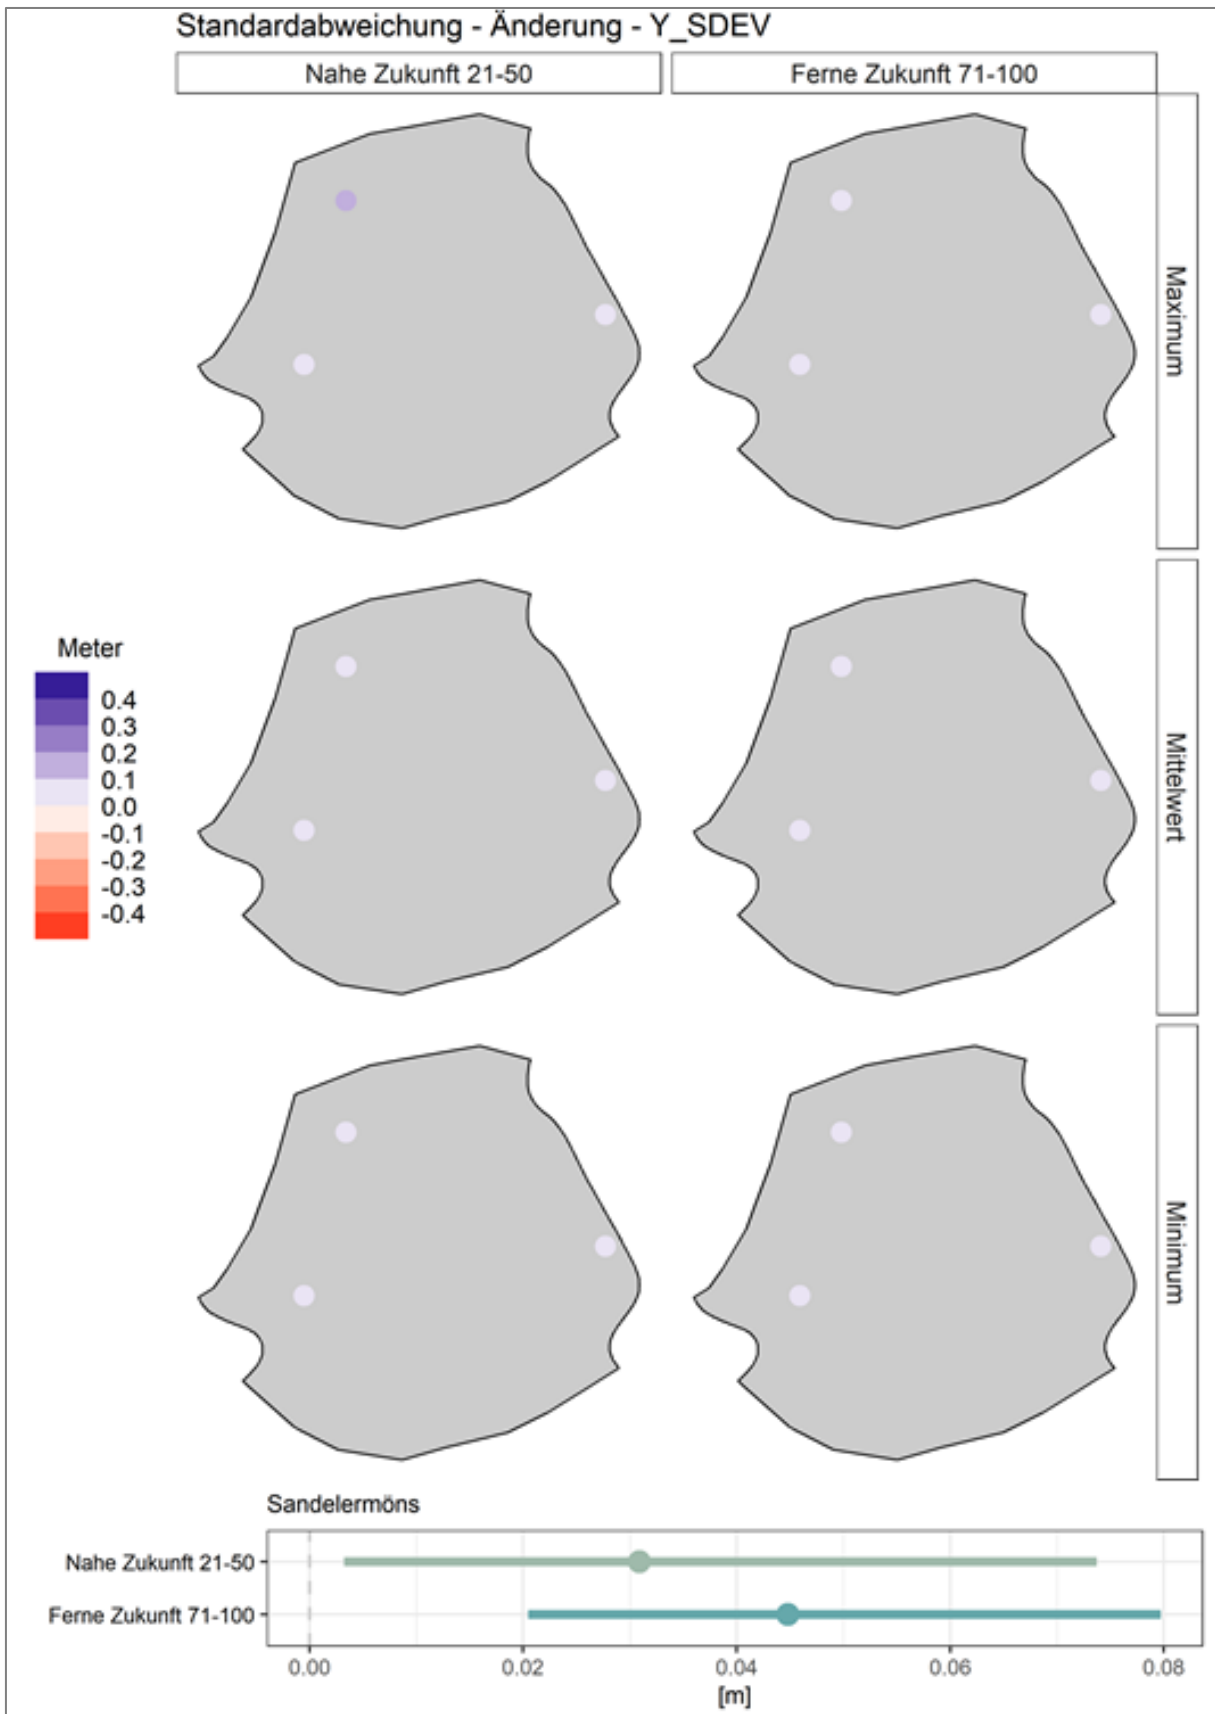 Standardabweichung - Änderung - Y_SDEV
Nahe Zukunft 21-50
Ferne Zukunft 71-100
Maximum
Mittelwert
Minimum
Meter
0.4
0.3
0.2
0.1
0.0
-0.1
-0.2
-0.3
-0.4
Sandelermöns
Nahe Zukunft 21-50
Ferne Zukunft 71-100
0.00 0.02 0.04 0.06 0.08
[m]